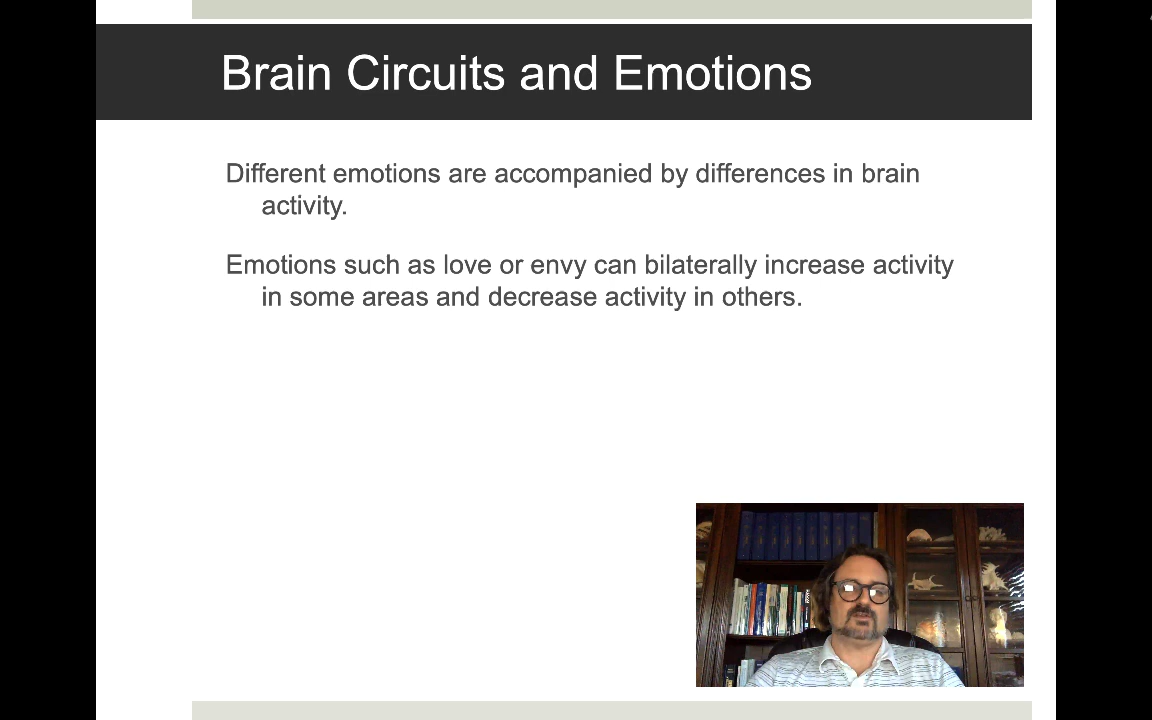 Brain Circuits and Emotions
Different emotions are accompanied by differences in brain
activity.
Emotions such as love or envy can bilaterally increase activity
in some areas and decrease activity in others.